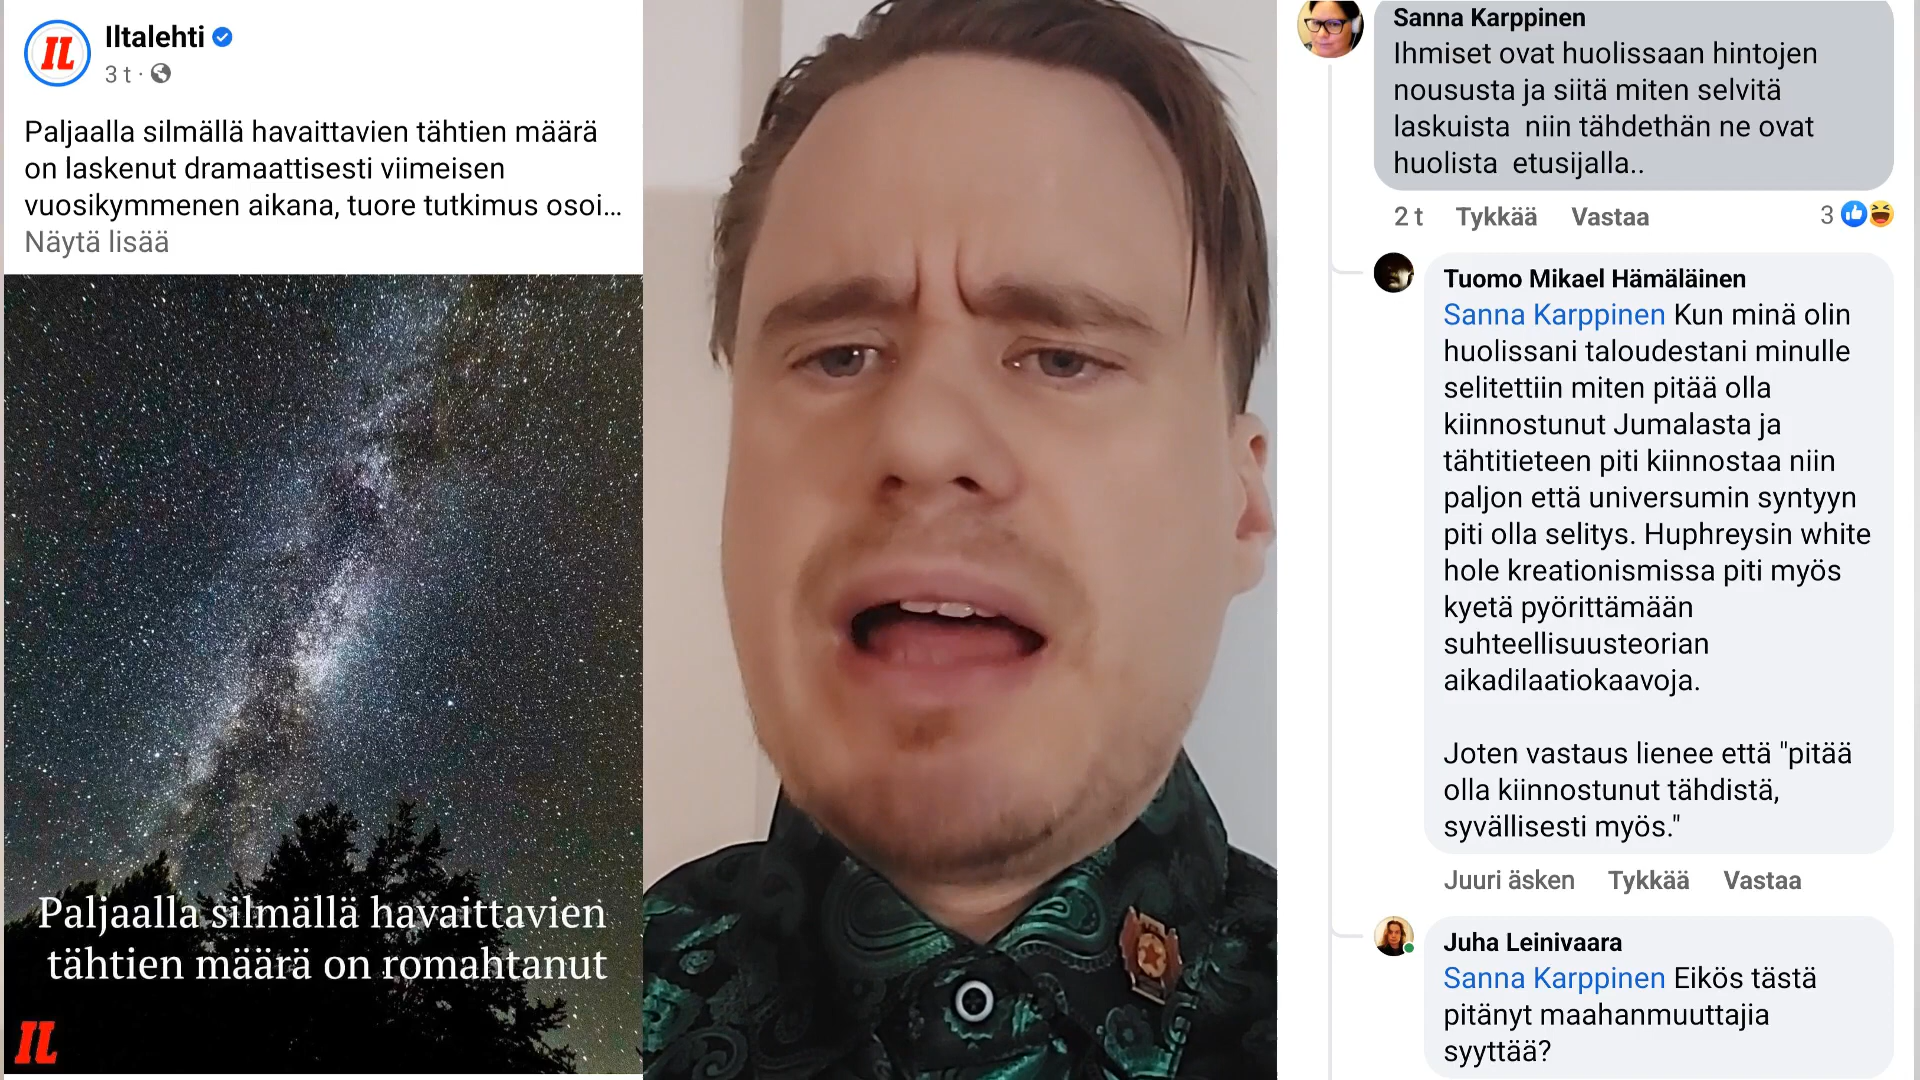 IL
Iltalehti
3 t ·
Paljaalla silmällä havaittavien tähtien määrä
on laskenut dramaattisesti viimeisen
vuosikymmenen aikana, tuore tutkimus osoi...
Näytä lisää
Paljaalla silmällä havaittavien
tähtien määrä on romahtanut
IL
Sanna Karppinen
Ihmiset ovat huolissaan hintojen
noususta ja siitä miten selvitä
laskuista niin tähdethän ne ovat
huolista etusijalla..
2 t Tykkää Vastaa 3
Tuomo Mikael Hämäläinen
Sanna Karppinen Kun minä olin
huolissani taloudestani minulle
selitettiin miten pitää olla
kiinnostunut Jumalasta ja
tähtitieteen piti kiinnostaa niin
paljon että universumin syntyyn
piti olla selitys. Huphreysin white
hole kreationismissa piti myös
kyetä pyörittämään
suhteellisuusteorian
aikadilaatiokaavoja.
Joten vastaus lienee että "pitää
olla kiinnostunut tähdistä,
syvällisesti myös."
Juuri äsken Tykkää Vastaa
Juha Leinivaara
Sanna Karppinen Eikös tästä
pitänyt maahanmuuttajia
syyttää?